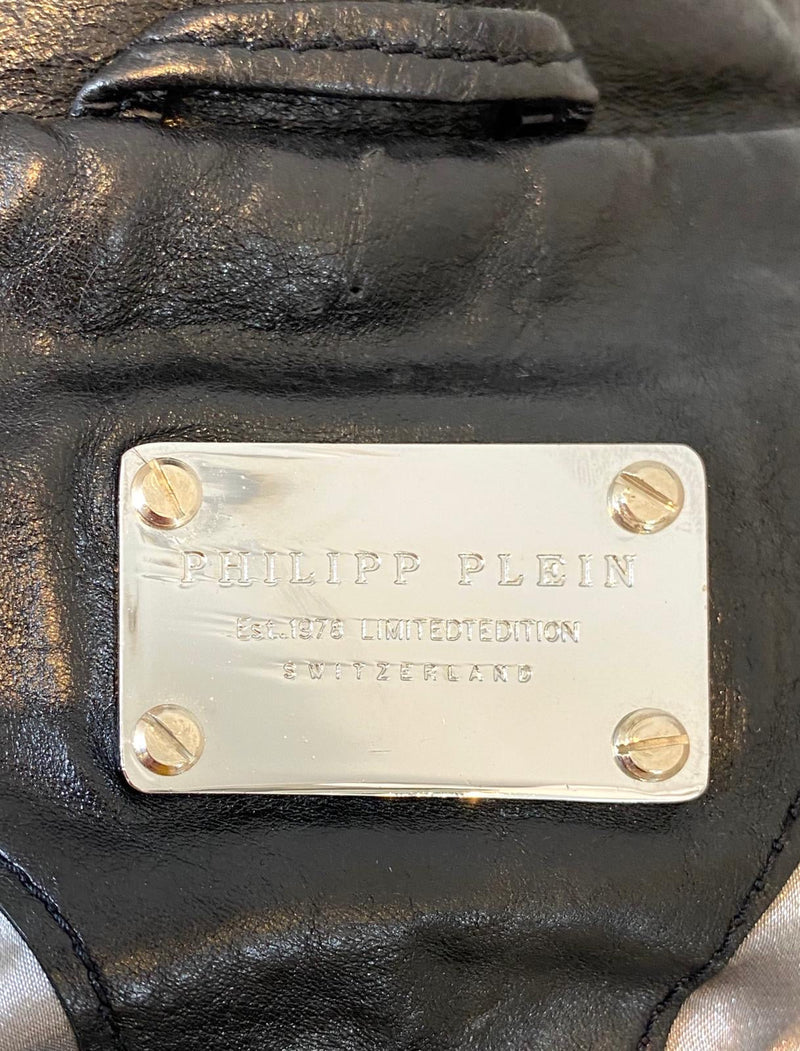 PHILIPP PLEIN
Est.1978 LIMITEDTEDITION
SWITZERLAND